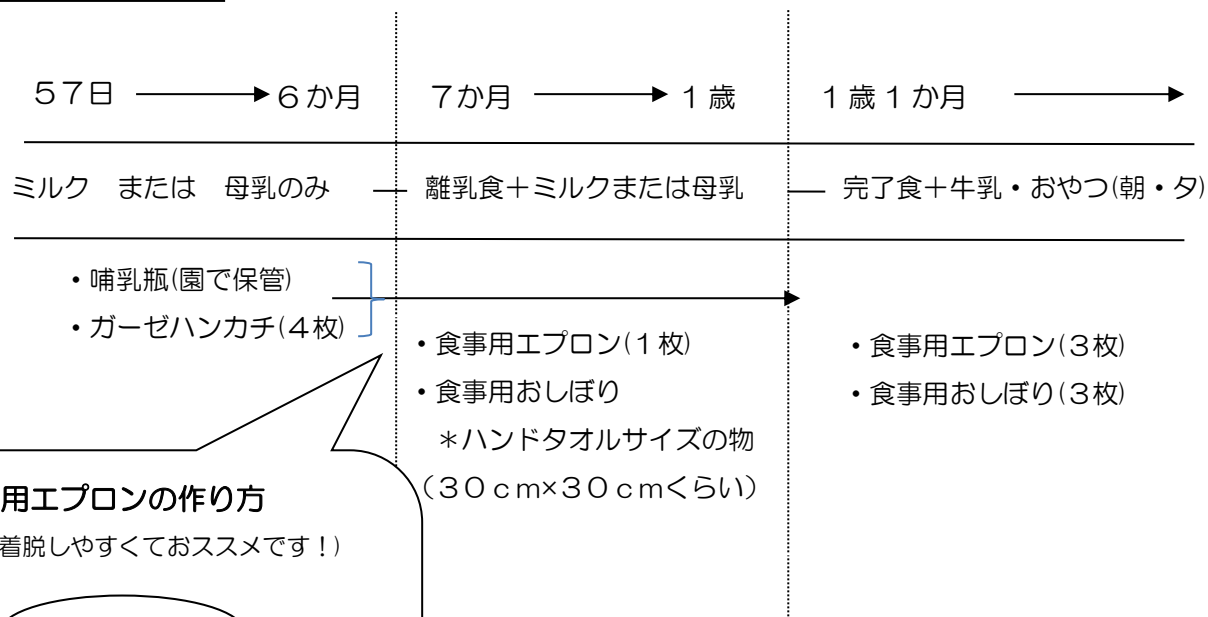 ５７日 ６か月 ７か月 １歳 １歳１か月
ミルク または 母乳のみ 離乳食＋ミルクまたは母乳 完了食＋牛乳・おやつ(朝・夕)
・哺乳瓶(園で保管)
・ガーゼハンカチ(４枚)
・食事用エプロン(１枚)
・食事用おしぼり
＊ハンドタオルサイズの物
（３０ｃｍ×３０ｃｍくらい）
・食事用エプロン(３枚)
・食事用おしぼり(３枚)
用エプロンの作り方
着脱しやすくておススメです！)